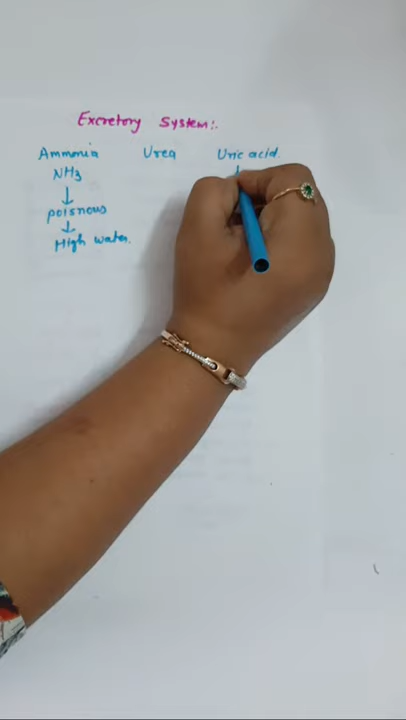 Excretory System:.
Ammonia Urea Uric acid.
NH3
poisnous
High water.